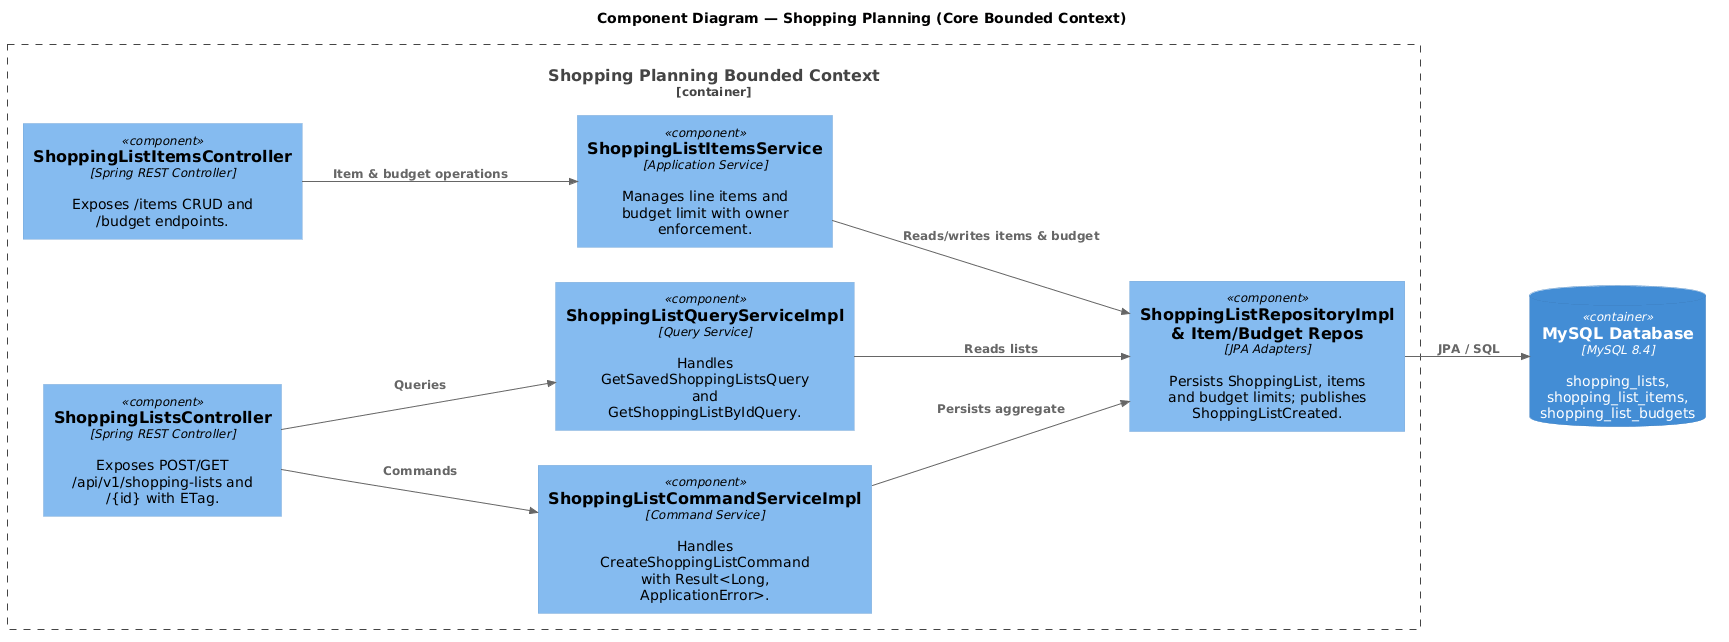 Component Diagram — Shopping Planning (Core Bounded Context)
Shopping Planning Bounded Context
[container]
«component»
ShoppingListItemsController
[Spring REST Controller]
Exposes /items CRUD and
/budget endpoints.
Item & budget operations
«component»
ShoppingListItemsService
[Application Service]
Manages line items and
budget limit with owner
enforcement.
Reads/writes items & budget
«component»
ShoppingListQueryServiceImpl
[Query Service]
Handles
GetSavedShoppingListsQuery
and
GetShoppingListByIdQuery.
Reads lists
«component»
ShoppingListRepositoryImpl
& Item/Budget Repos
[JPA Adapters]
Persists ShoppingList, items
and budget limits; publishes
ShoppingListCreated.
JPA / SQL
«container»
MySQL Database
[MySQL 8.4]
shopping_lists,
shopping_list_items,
shopping_list_budgets
«component»
ShoppingListsController
[Spring REST Controller]
Exposes POST/GET
/api/v1/shopping-lists and
/{id} with ETag.
Queries
Commands
Persists aggregate
«component»
ShoppingListCommandServiceImpl
[Command Service]
Handles
CreateShoppingListCommand
with Result<Long,
ApplicationError>.